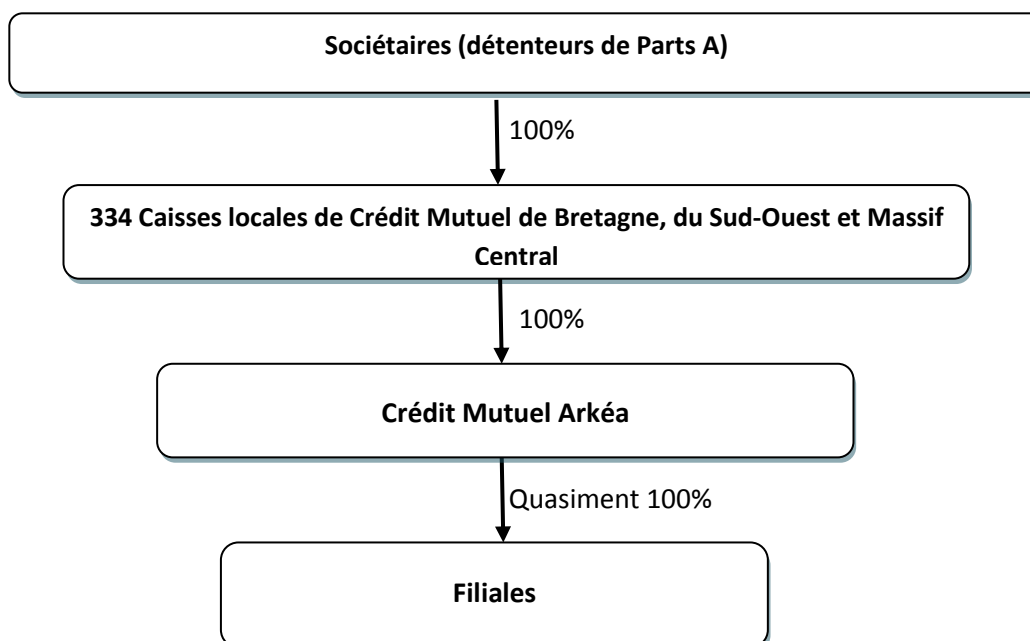 Sociétaires (détenteurs de Parts A)
100%
334 Caisses locales de Crédit Mutuel de Bretagne, du Sud-Ouest et Massif
Central
100%
Crédit Mutuel Arkéa
Quasiment 100%
Filiales